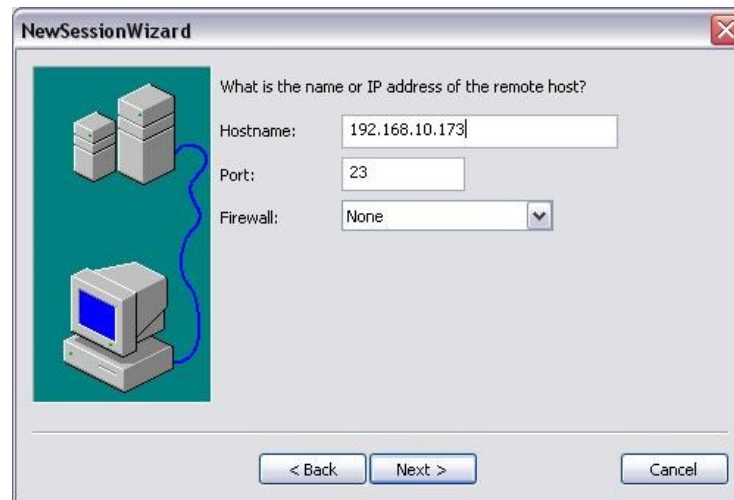 NewSessionWizard
What is the name or IP address of the remote host?
Hostname: 192.168.10.173
Port: 23
Firewall: None
< Back Next > Cancel